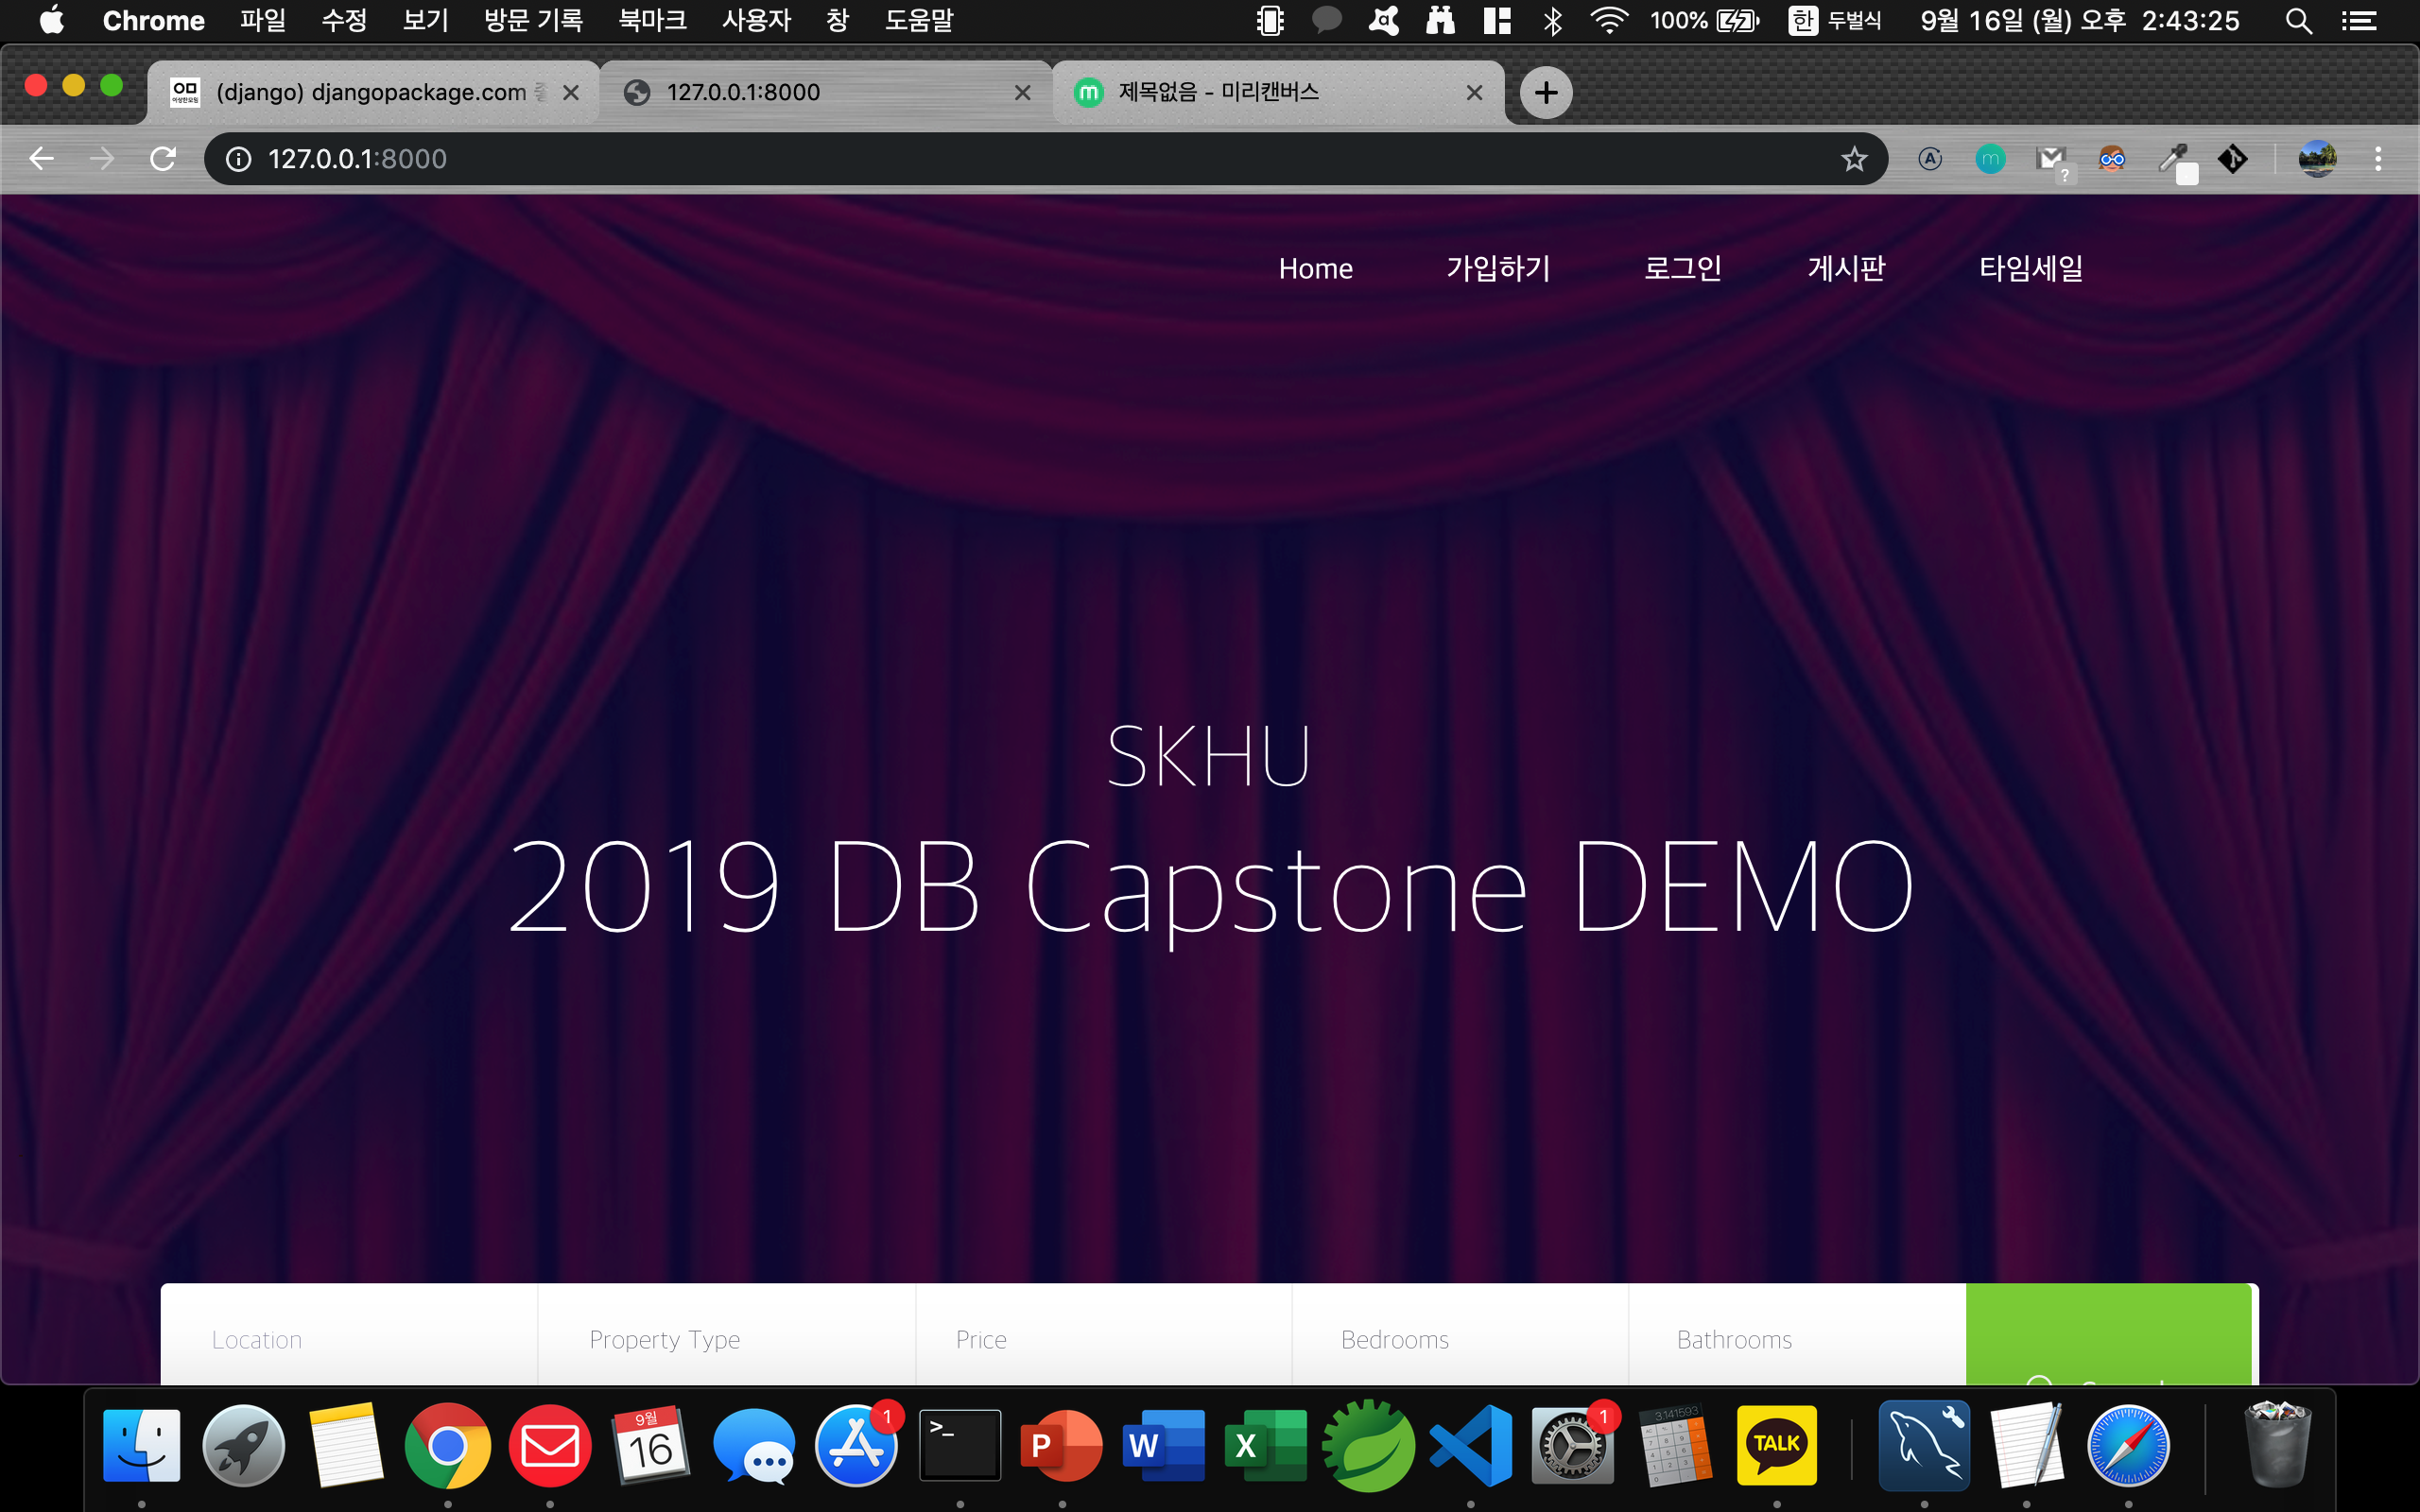 Chrome 파일 수정 보기 방문 기록 북마크 사용자 창 도움말 100% 한 두벌식 9월 16일 (월) 오후 2:43:25
(django) djangopackage.com 127.0.0.1:8000 제목없음 - 미리캔버스
127.0.0.1:8000
Home 가입하기 로그인 게시판 타임세일
SKHU
2019 DB Capstone DEMO
Location Property Type Price Bedrooms Bathrooms
9월
16
1
>_
P
W
X
1
3.141593
TALK